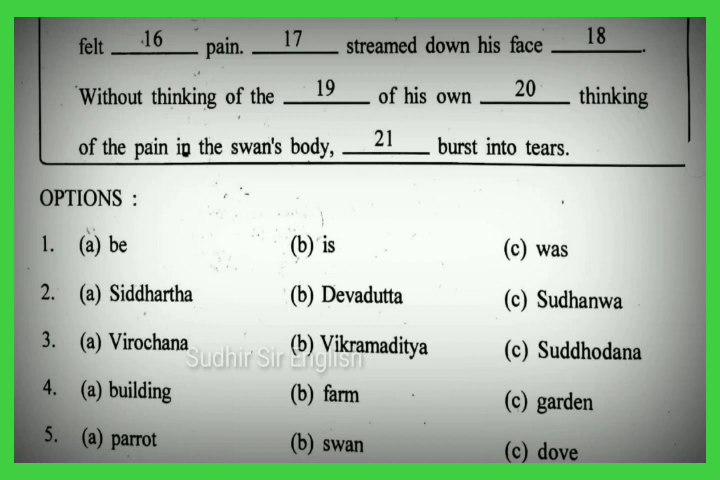 felt 16 pain. 17 streamed down his face 18.
Without thinking of the 19 of his own 20 thinking
of the pain in the swan's body, 21 burst into tears.
OPTIONS :
1. (a) be (b) is (c) was
2. (a) Siddhartha (b) Devadutta (c) Sudhanwa
3. (a) Virochana (b) Vikramaditya (c) Suddhodana
Sudhir Sir English
4. (a) building (b) farm (c) garden
5. (a) parrot (b) swan (c) dove